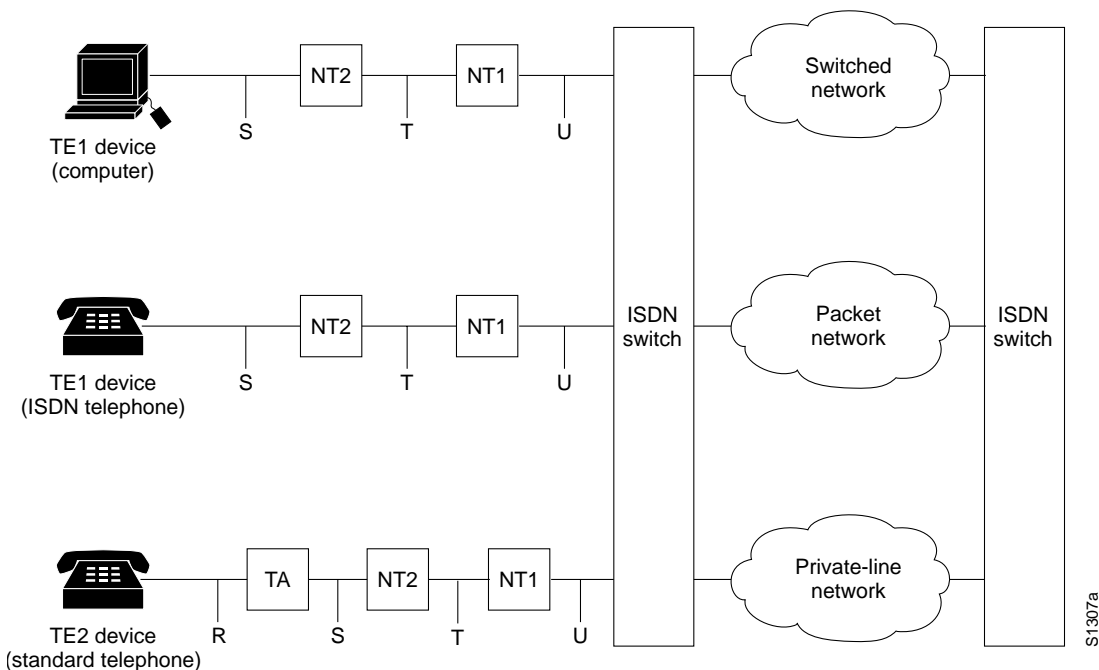 NT2
NT1
Switched
network
S
T
U
TE1 device
(computer)
NT2
NT1
ISDN
switch
Packet
network
ISDN
switch
S
T
U
TE1 device
(ISDN telephone)
TA
NT2
NT1
Private-line
network
R
S
T
U
TE2 device
(standard telephone)
S1307a